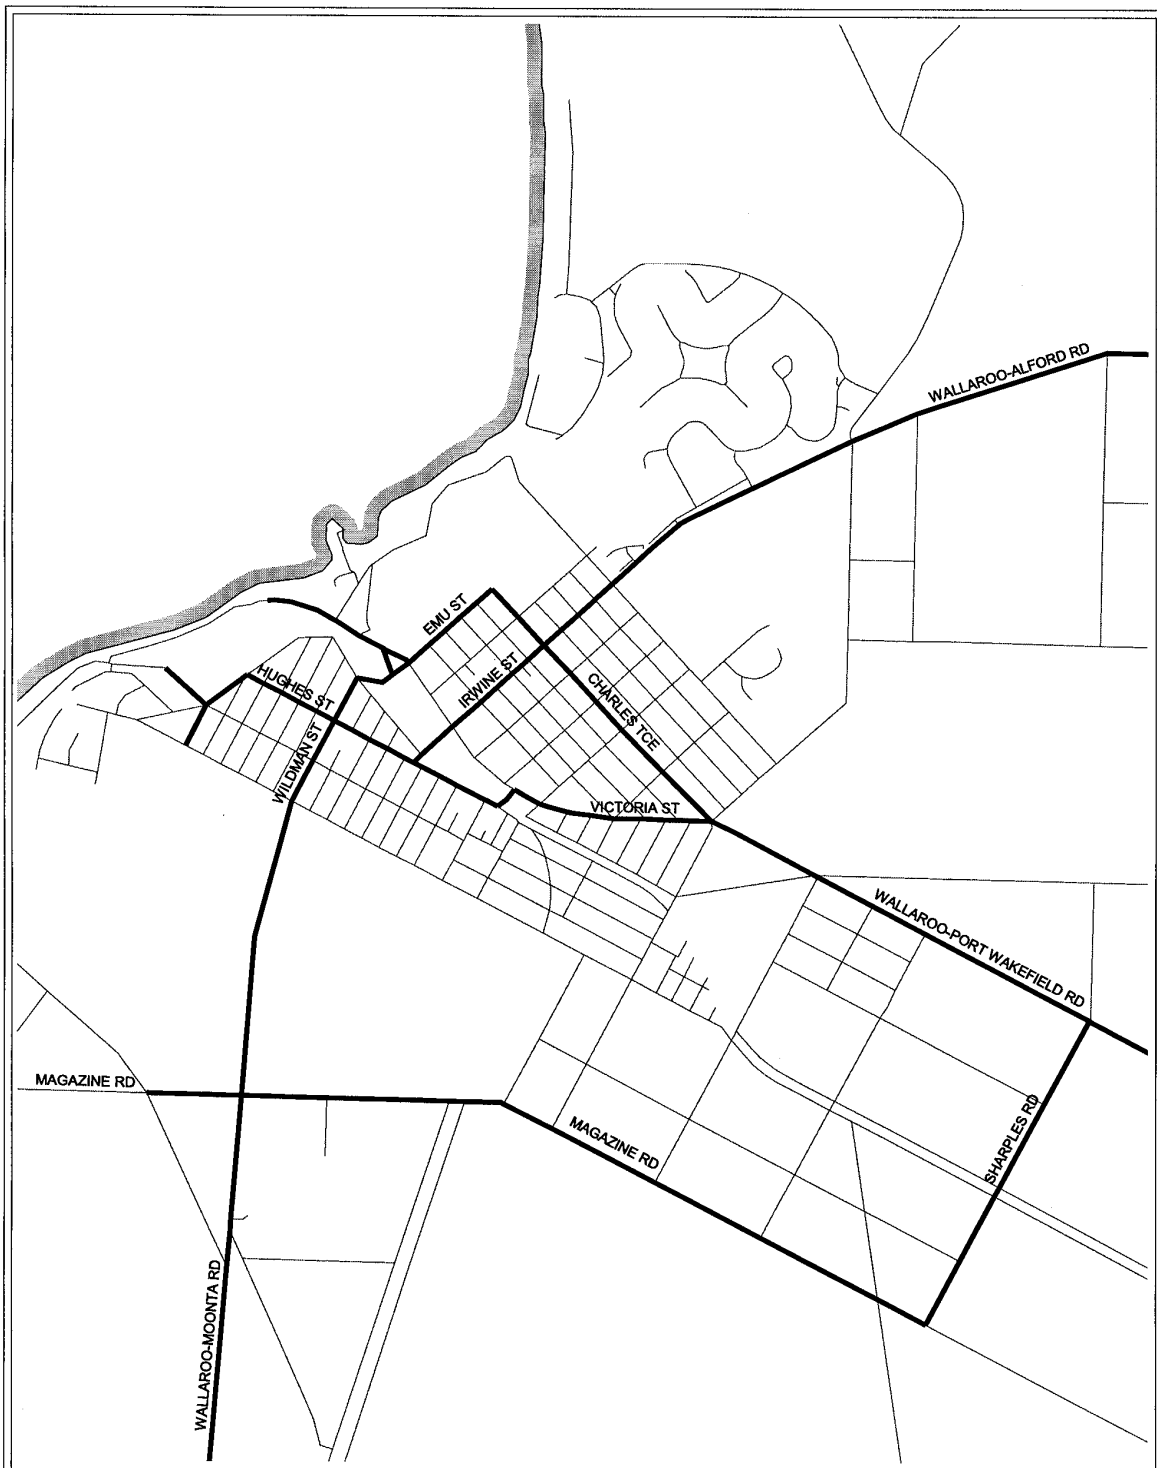 WALLAROO-ALFORD RD
EMU ST
IRWINE ST
HUGHES ST
CHARLES TCE
WILDMAN ST
VICTORIA ST
WALLAROO-PORT WAKEFIELD RD
MAGAZINE RD
MAGAZINE RD
SHARPLES RD
WALLAROO-MOONTA RD